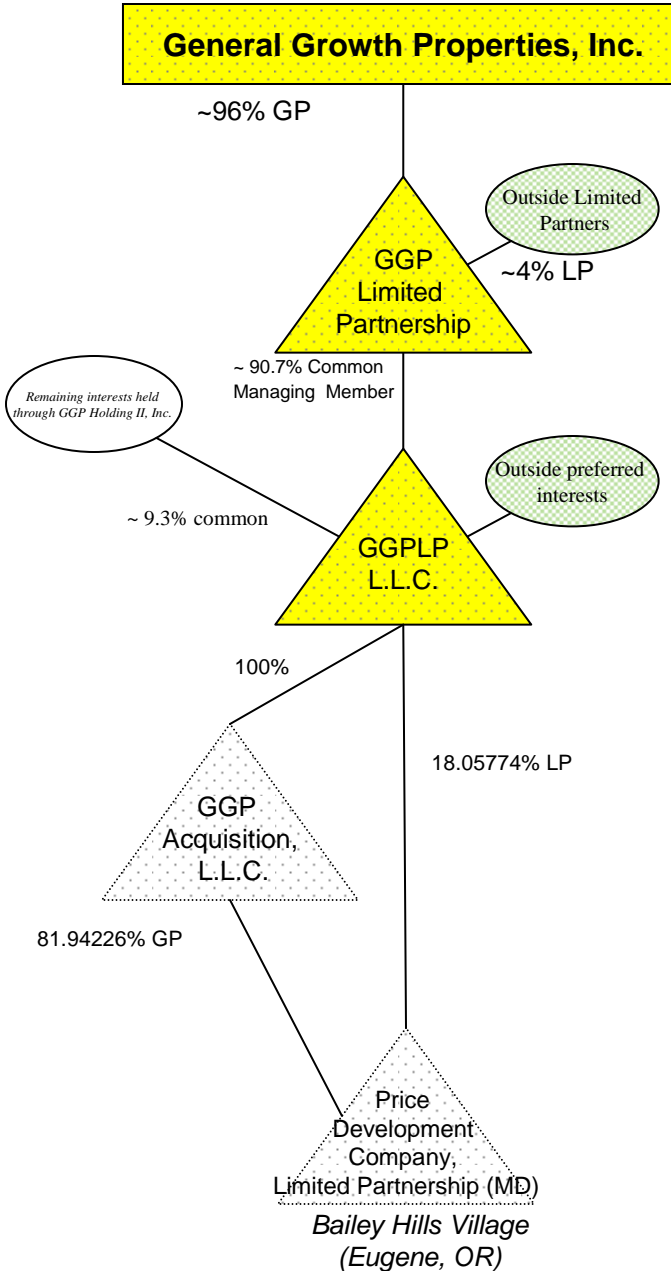 General Growth Properties, Inc.
~96% GP
Outside Limited
Partners
~4% LP
GGP
Limited
Partnership
~ 90.7% Common
Managing Member
Remaining interests held
through GGP Holding II, Inc.
~ 9.3% common
Outside preferred
interests
GGPLP
L.L.C.
100%
18.05774% LP
GGP
Acquisition,
L.L.C.
81.94226% GP
Price
Development
Company,
Limited Partnership (MD)
Bailey Hills Village
(Eugene, OR)